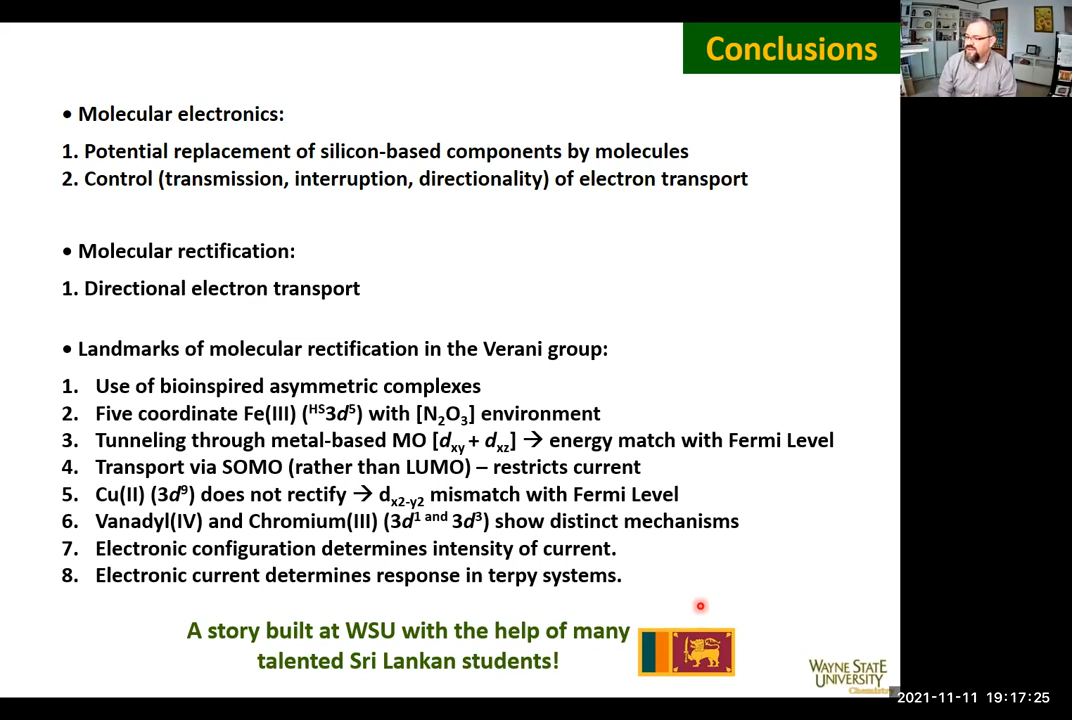 Conclusions
• Molecular electronics:
1. Potential replacement of silicon-based components by molecules
2. Control (transmission, interruption, directionality) of electron transport
• Molecular rectification:
1. Directional electron transport
• Landmarks of molecular rectification in the Verani group:
1. Use of bioinspired asymmetric complexes
2. Five coordinate Fe(III) (ᴴˢ3d⁵) with [N₂O₃] environment
3. Tunneling through metal-based MO [dxy + dxz] → energy match with Fermi Level
4. Transport via SOMO (rather than LUMO) – restricts current
5. Cu(II) (3d⁹) does not rectify → dx2-y2 mismatch with Fermi Level
6. Vanadyl(IV) and Chromium(III) (3d¹ and 3d³) show distinct mechanisms
7. Electronic configuration determines intensity of current.
8. Electronic current determines response in terpy systems.
A story built at WSU with the help of many
talented Sri Lankan students!
WAYNE STATE
UNIVERSITY
Chemistry
2021-11-11 19:17:25